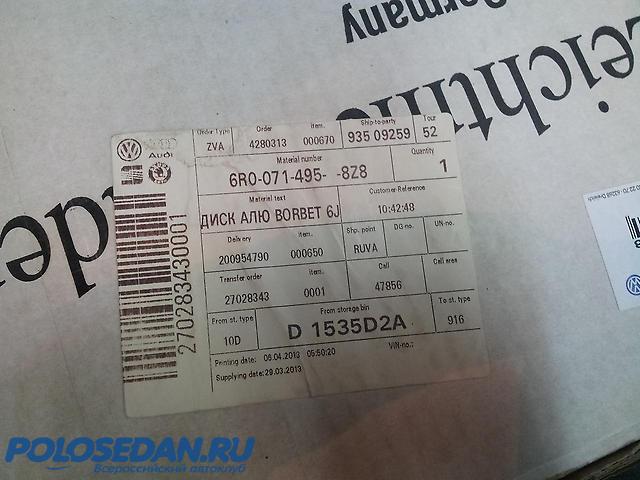 Germany
Leichtme
Order Type
ZVA
Order
4280313
item.
000670
Ship-to-party
935 09259
Tour
52
Audi
Material number
6R0-071-495- -8Z8
Quantity
1
Material text
ДИСК АЛЮ BORBET 6J
Customer Reference
10:42:48
Delivery
200954790
item.
000650
Shp. point
RUVA
DG-no.
UN-no.
Transfer order
27028343
item.
0001
Call
47856
Call area
From st. type
10D
From storage bin
D 1535D2A
To st. type
916
Printing date: 06.04.2013 05:50:20
VIN-no.:
Supplying date: 29.03.2013
270283430001
POLOSEDAN.RU
Всероссийский автоклуб